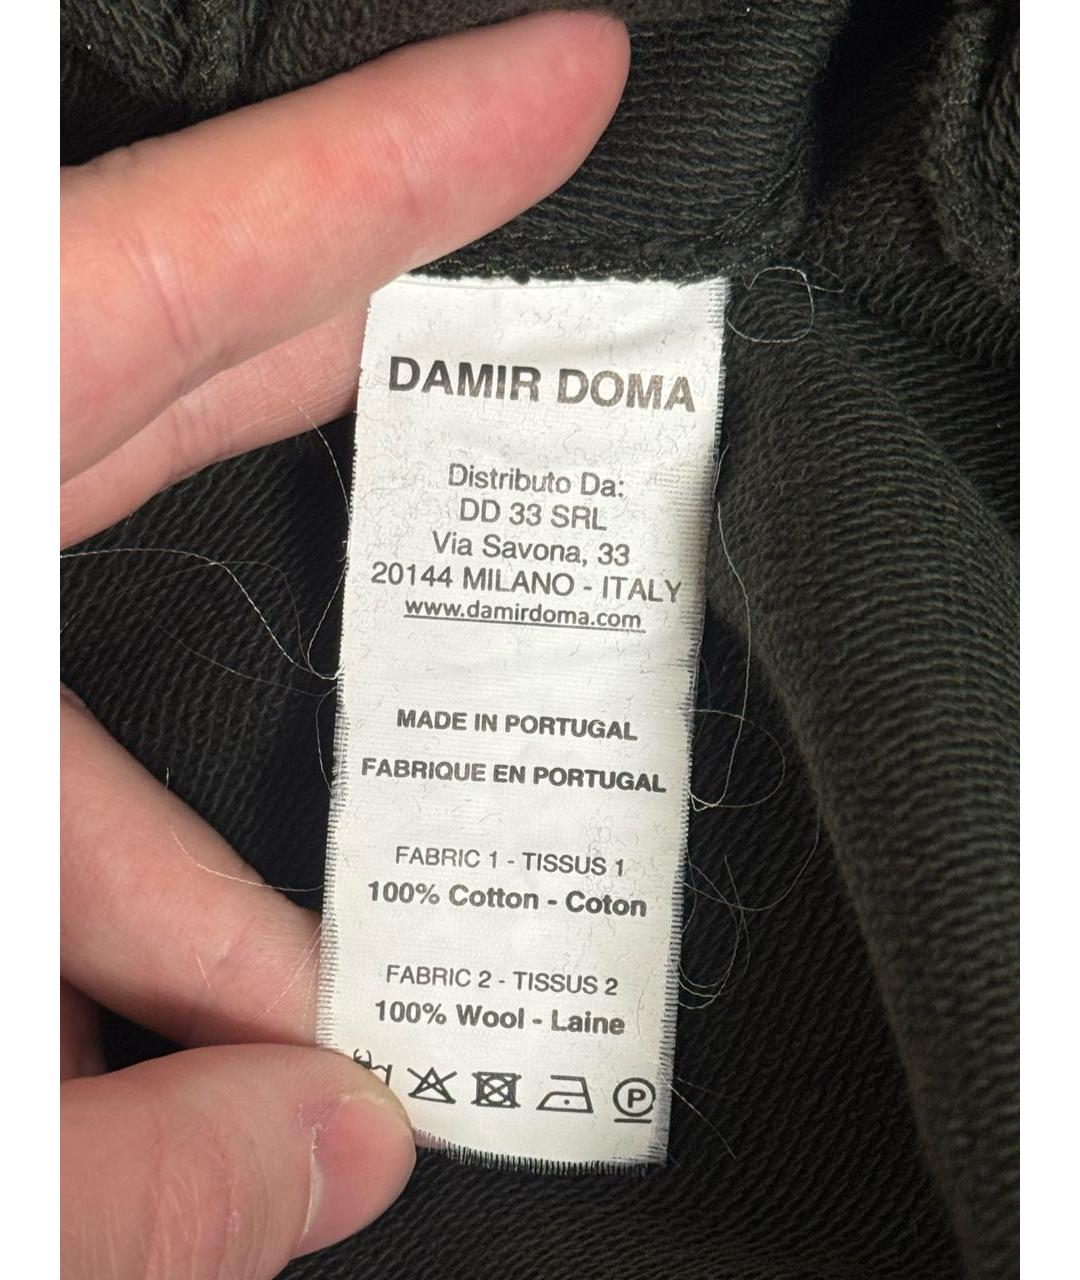 DAMIR DOMA
Distributo Da:
DD 33 SRL
Via Savona, 33
20144 MILANO - ITALY
www.damirdoma.com
MADE IN PORTUGAL
FABRIQUE EN PORTUGAL
FABRIC 1 - TISSUS 1
100% Cotton - Coton
FABRIC 2 - TISSUS 2
100% Wool - Laine
P